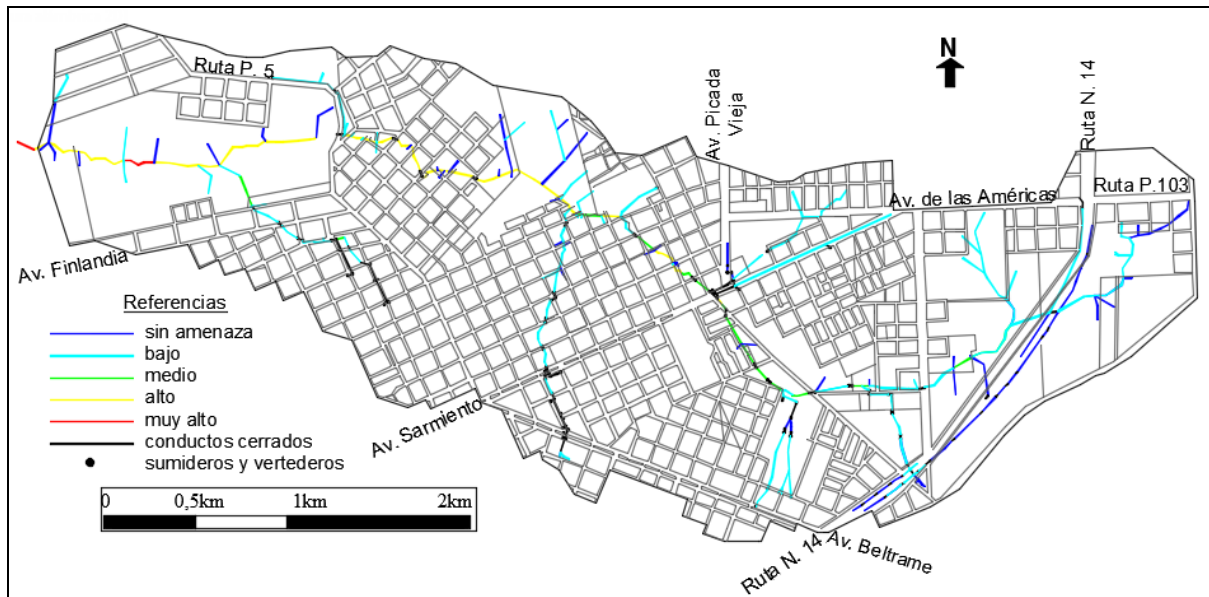 Ruta P. 5
N
Av. Picada
Vieja
Ruta N. 14
Ruta P.103
Av. de las Américas
Av. Finlandia
Referencias
sin amenaza
bajo
medio
alto
muy alto
conductos cerrados
sumideros y vertederos
Av. Sarmiento
0 0,5km 1km 2km
Ruta N. 14
Av. Beltrame